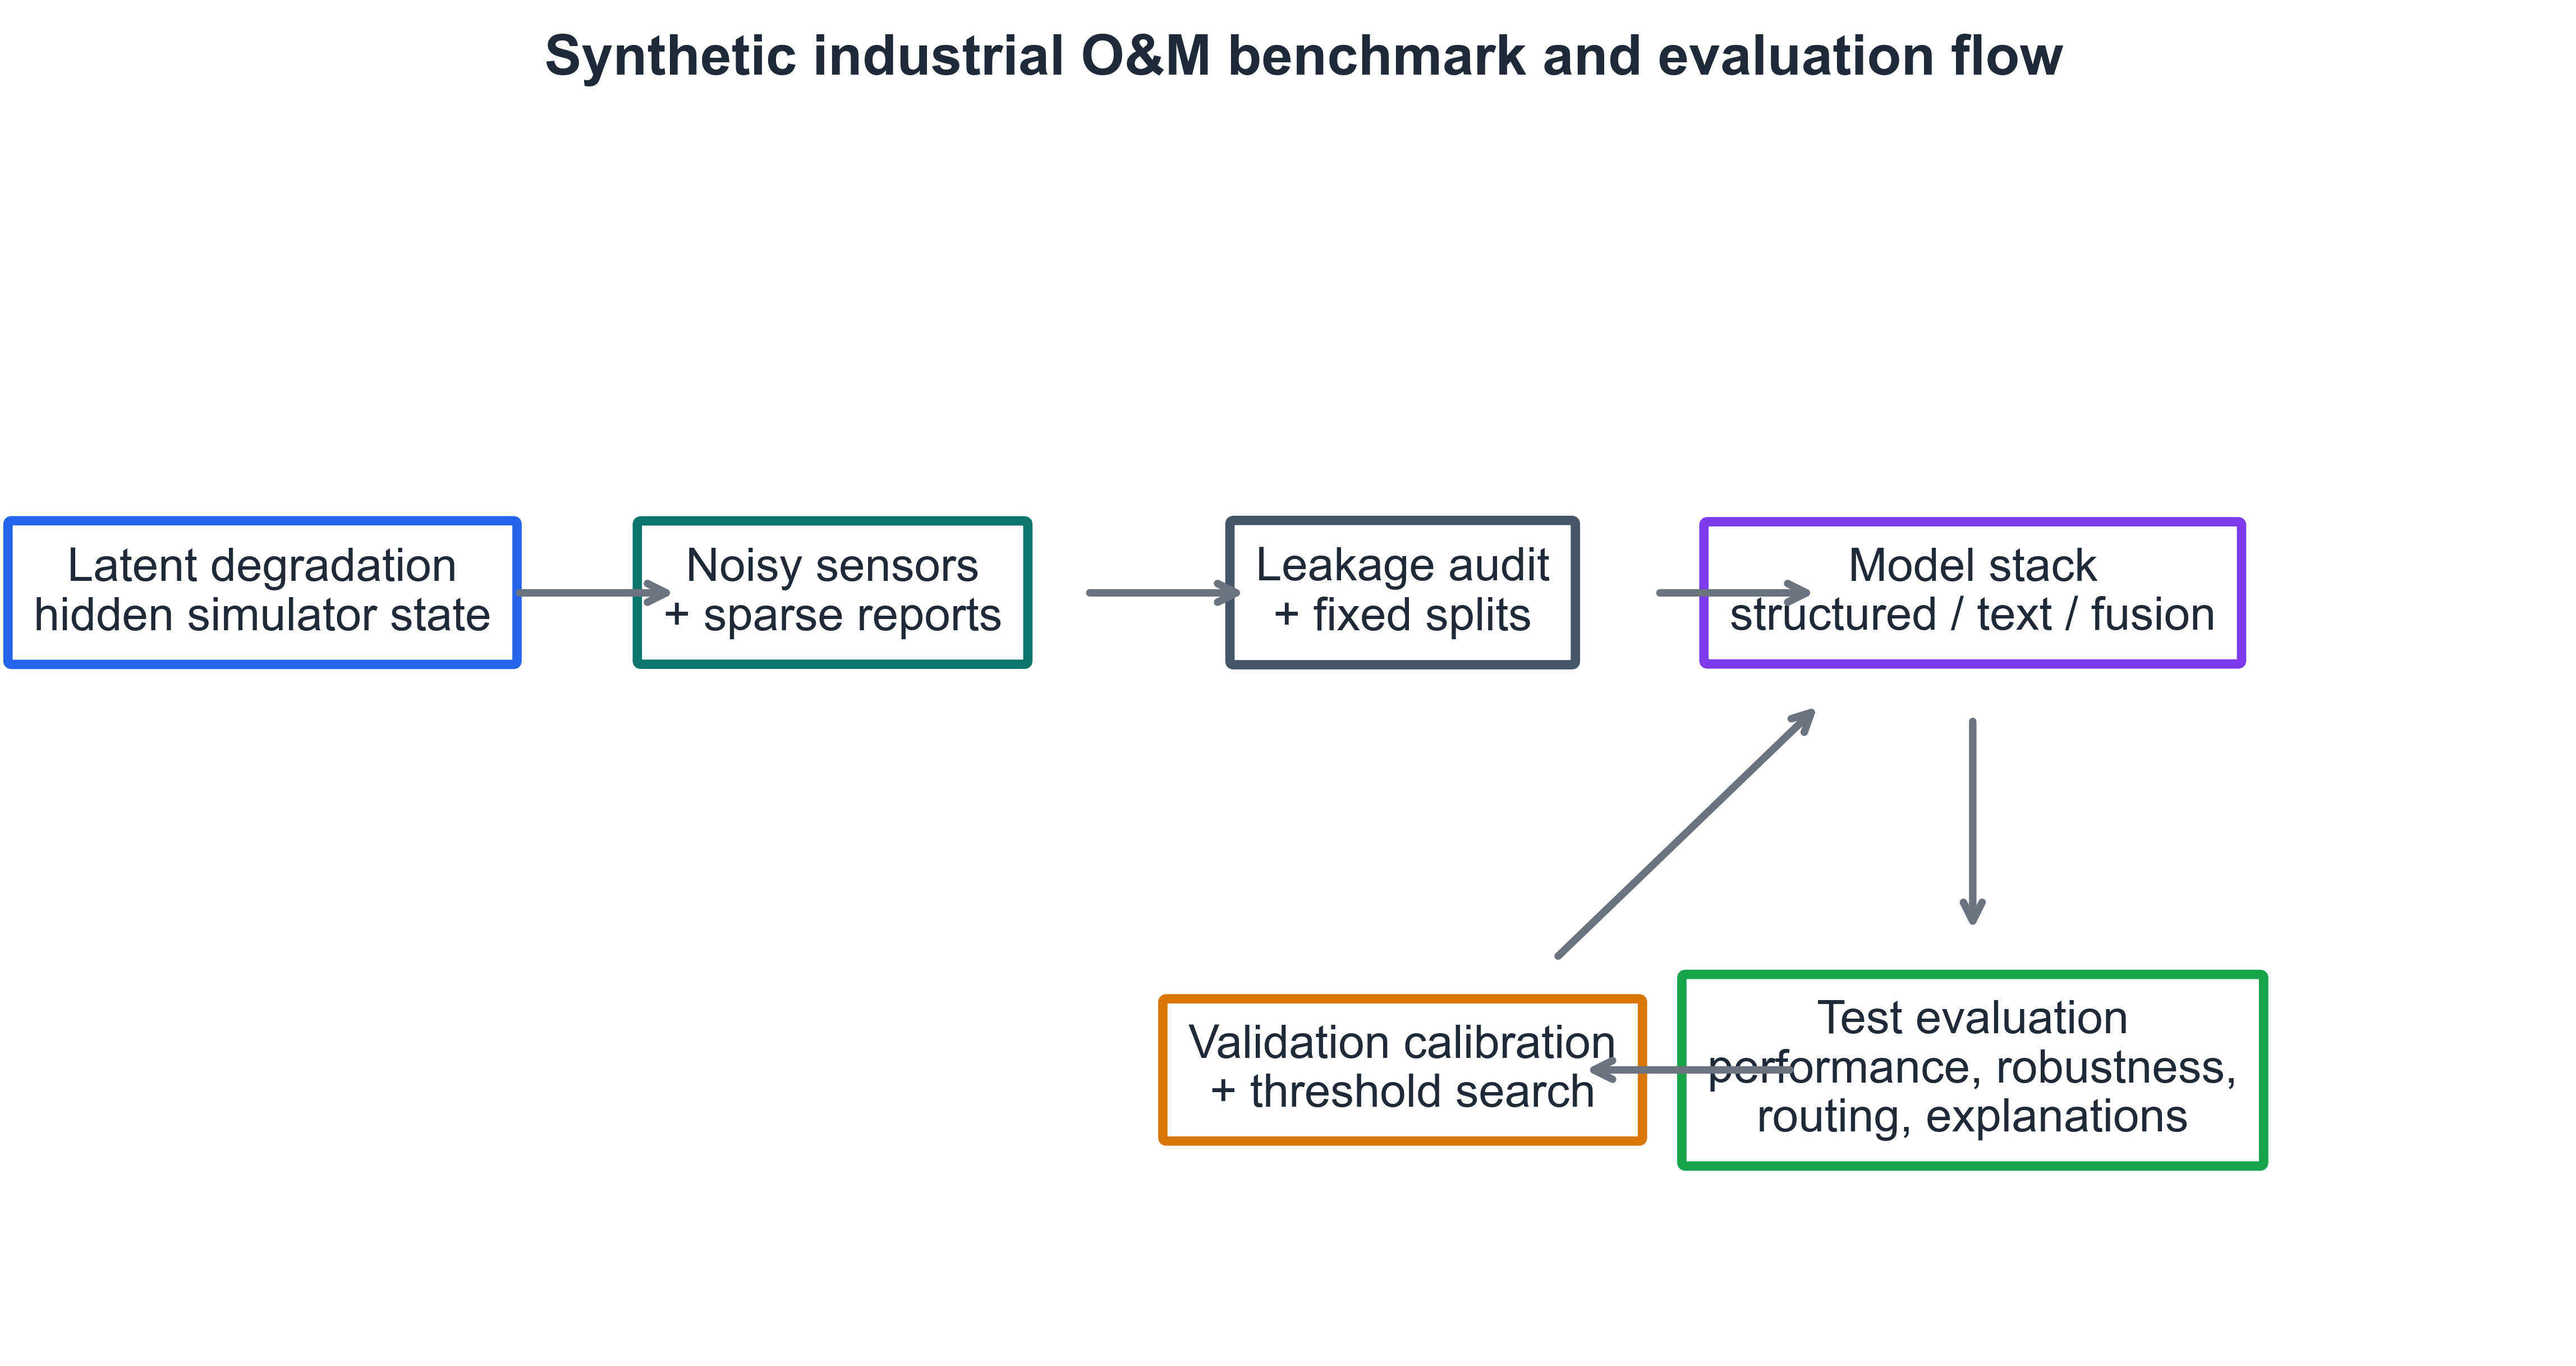 Synthetic industrial O&M benchmark and evaluation flow
Latent degradation
hidden simulator state
Noisy sensors
+ sparse reports
Leakage audit
+ fixed splits
Model stack
structured / text / fusion
Validation calibration
+ threshold search
Test evaluation
performance, robustness,
routing, explanations